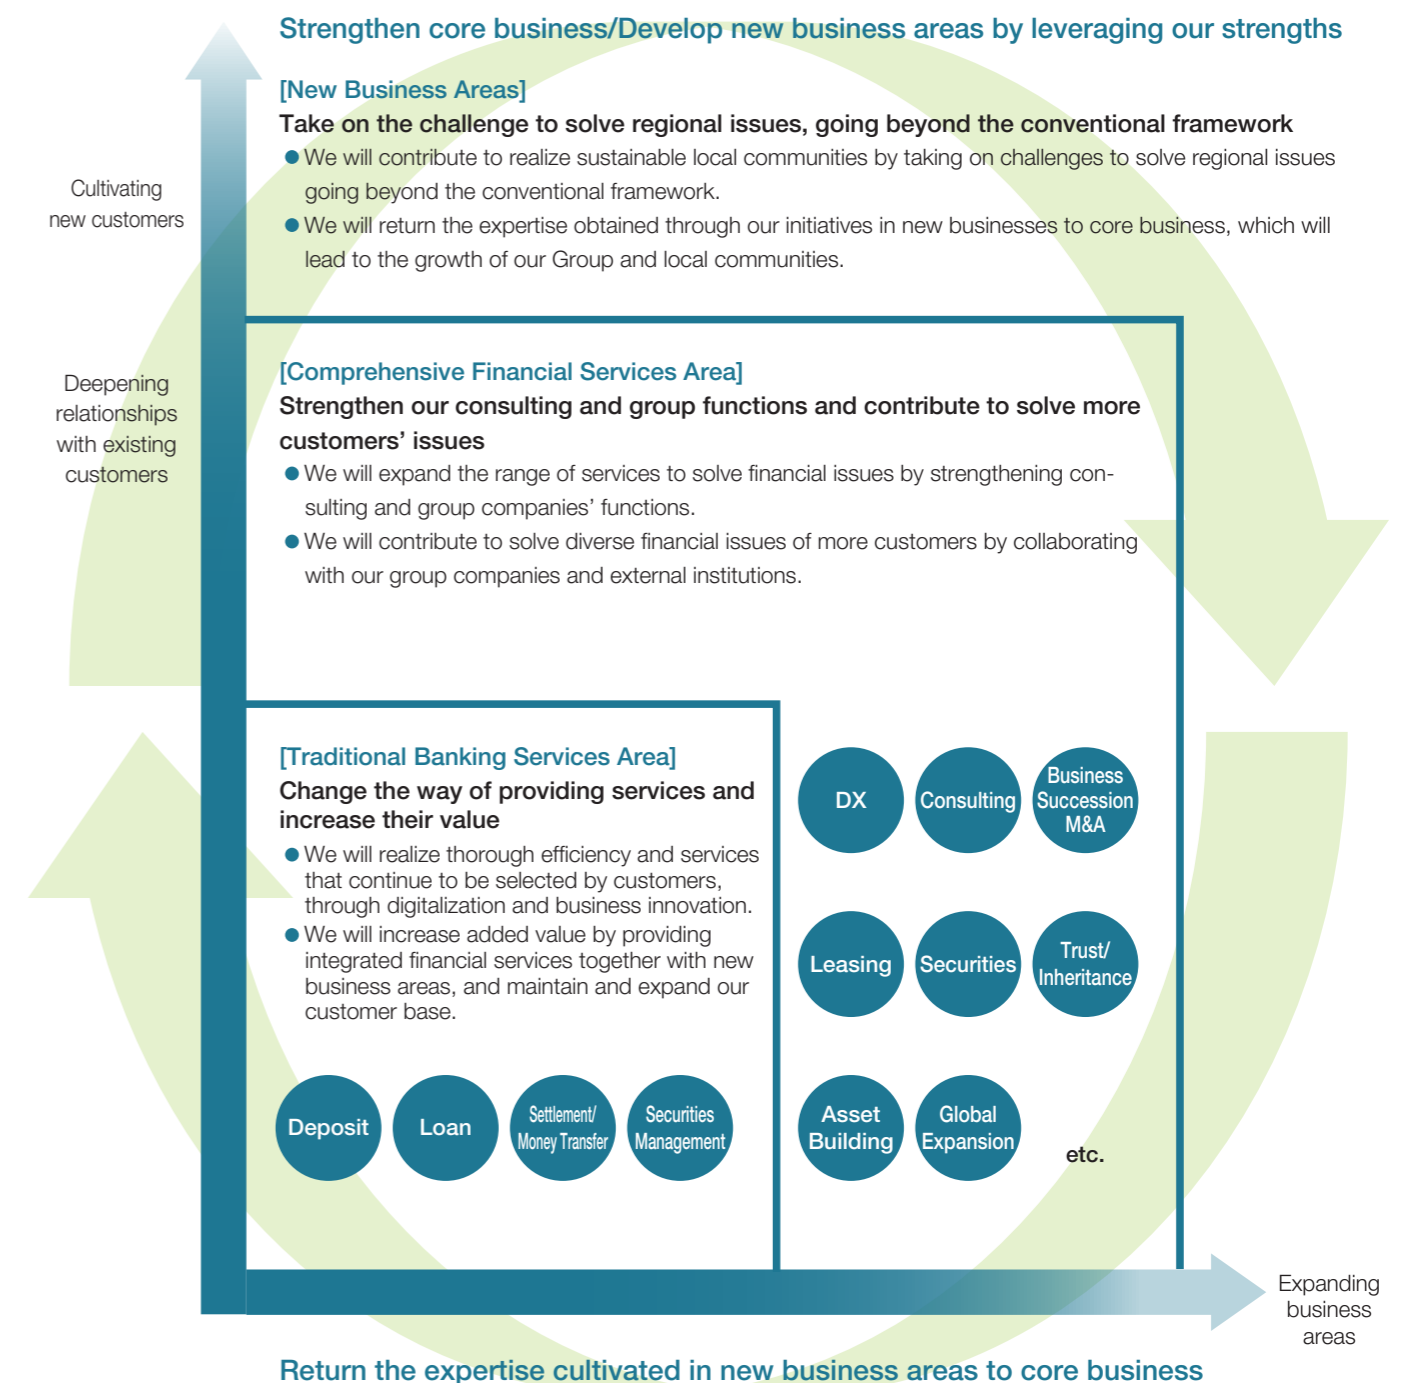 Strengthen core business/Develop new business areas by leveraging our strengths
[New Business Areas]
Take on the challenge to solve regional issues, going beyond the conventional framework
● We will contribute to realize sustainable local communities by taking on challenges to solve regional issues
going beyond the conventional framework.
● We will return the expertise obtained through our initiatives in new businesses to core business, which will
lead to the growth of our Group and local communities.
Cultivating
new customers
Deepening
relationships
with existing
customers
[Comprehensive Financial Services Area]
Strengthen our consulting and group functions and contribute to solve more
customers' issues
● We will expand the range of services to solve financial issues by strengthening con-
sulting and group companies' functions.
● We will contribute to solve diverse financial issues of more customers by collaborating
with our group companies and external institutions.
[Traditional Banking Services Area]
Change the way of providing services and
increase their value
● We will realize thorough efficiency and services
that continue to be selected by customers,
through digitalization and business innovation.
● We will increase added value by providing
integrated financial services together with new
business areas, and maintain and expand our
customer base.
Deposit
Loan
Settlement/
Money Transfer
Securities
Management
DX
Consulting
Business
Succession
M&A
Leasing
Securities
Trust/
Inheritance
Asset
Building
Global
Expansion
etc.
Expanding
business
areas
Return the expertise cultivated in new business areas to core business